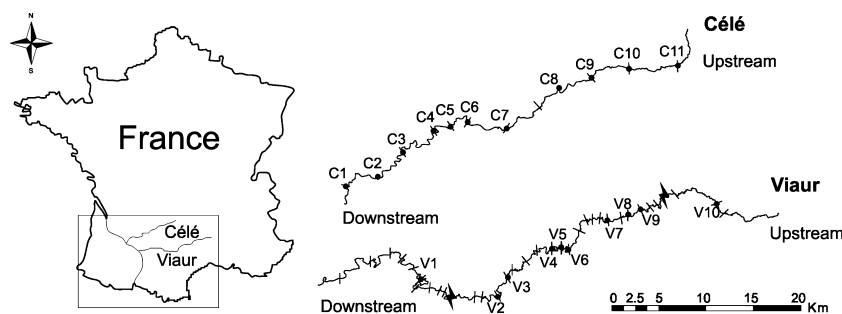 N
S
France
Célé
Viaur
Célé
Upstream
C11
C10
C9
C8
C7
C6
C5
C4
C3
C2
C1
Downstream
Viaur
Upstream
V10
V9
V8
V7
V6
V5
V4
V3
V2
V1
Downstream
0 2.5 5 10 15 20
Km